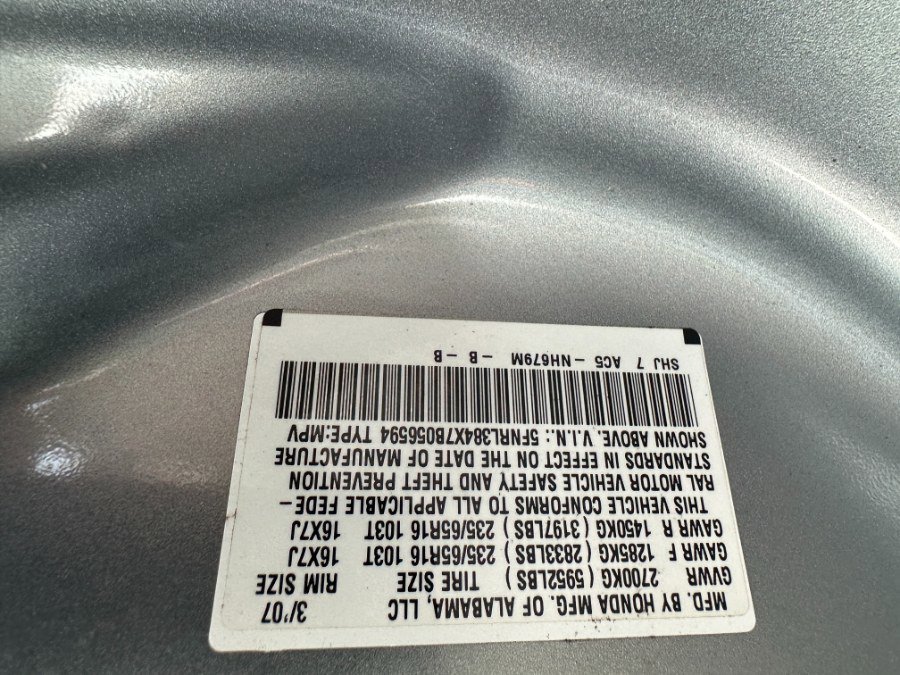 MFD. BY HONDA MFG. OF ALABAMA, LLC 3/'07
GVWR 2700KG ( 5952LBS ) TIRE SIZE RIM SIZE
GAWR F 1285KG ( 2833LBS ) 235/65R16 103T 16X7J
GAWR R 1450KG ( 3197LBS ) 235/65R16 103T 16X7J
THIS VEHICLE CONFORMS TO ALL APPLICABLE FEDE-
RAL MOTOR VEHICLE SAFETY AND THEFT PREVENTION
STANDARDS IN EFFECT ON THE DATE OF MANUFACTURE
SHOWN ABOVE. V.I.N.: 5FNRL384X7B056594 TYPE:MPV
SHJ 7 AC5 - NH679M - B - B